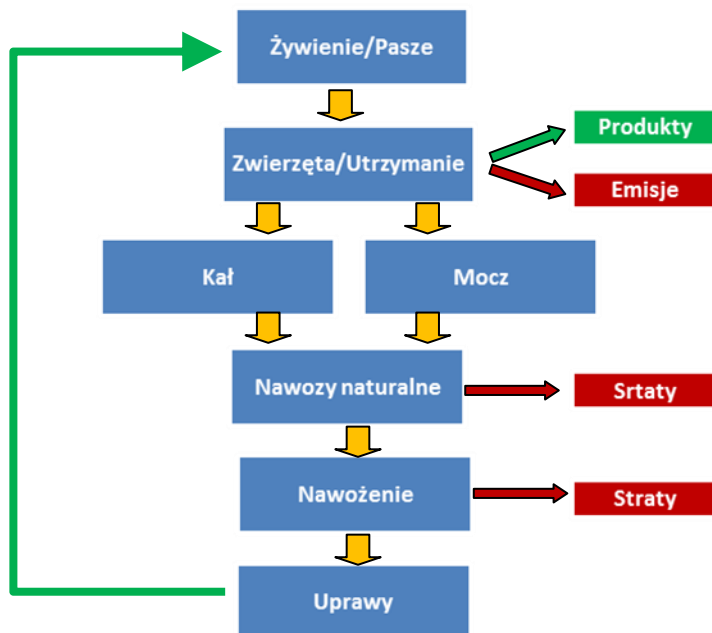 Żywienie/Pasze
Produkty
Zwierzęta/Utrzymanie
Emisje
Kał
Mocz
Nawozy naturalne
Srtaty
Nawożenie
Straty
Uprawy